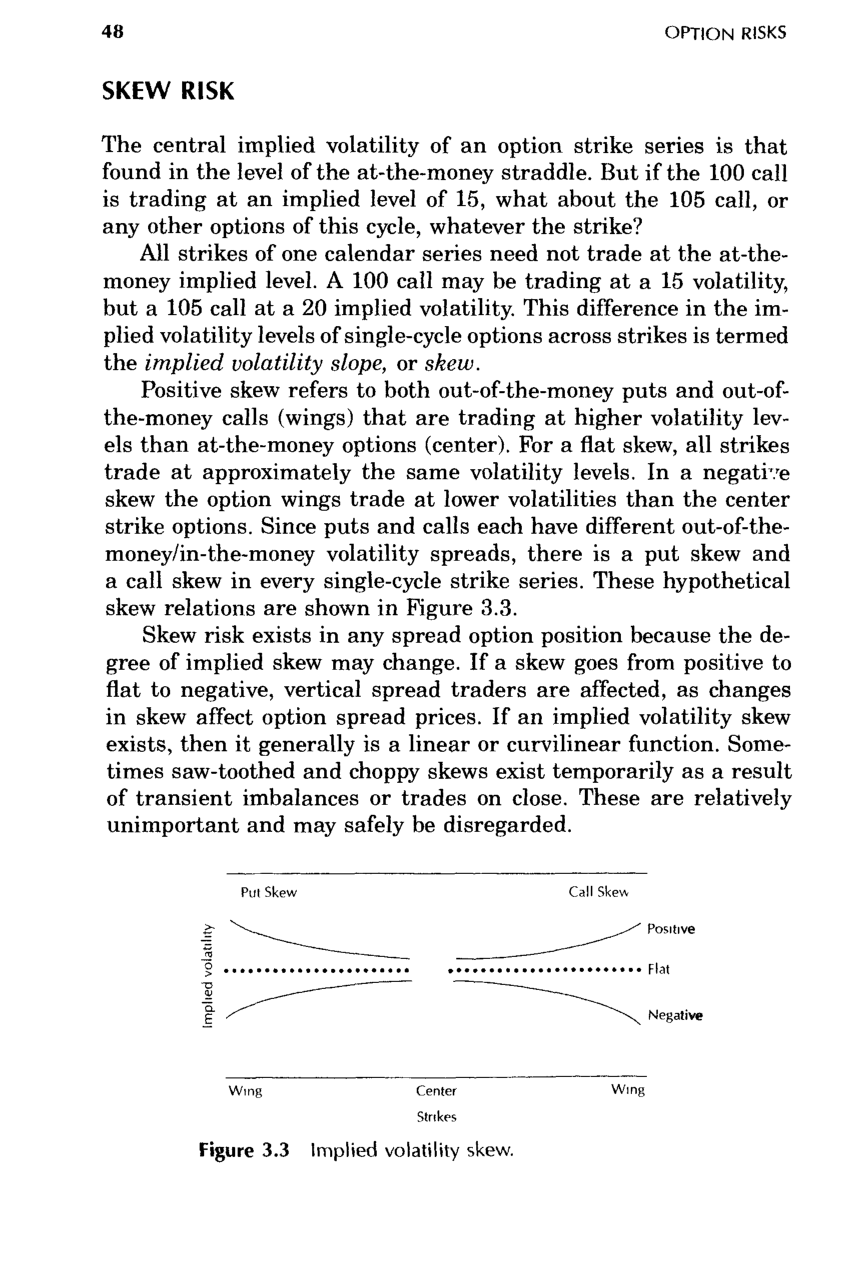 48
OPTION RISKS
SKEW RISK
The central implied volatility of an option strike series is that
found in the level of the at-the-money straddle. But if the 100 call
is trading at an implied level of 15, what about the 105 call, or
any other options of this cycle, whatever the strike?
All strikes of one calendar series need not trade at the at-the-
money implied level. A 100 call may be trading at a 15 volatility,
but a 105 call at a 20 implied volatility. This difference in the im-
plied volatility levels of single-cycle options across strikes is termed
the implied volatility slope, or skew.
Positive skew refers to both out-of-the-money puts and out-of-
the-money calls (wings) that are trading at higher volatility lev-
els than at-the-money options (center). For a flat skew, all strikes
trade at approximately the same volatility levels. In a negative
skew the option wings trade at lower volatilities than the center
strike options. Since puts and calls each have different out-of-the-
money/in-the-money volatility spreads, there is a put skew and
a call skew in every single-cycle strike series. These hypothetical
skew relations are shown in Figure 3.3.
Skew risk exists in any spread option position because the de-
gree of implied skew may change. If a skew goes from positive to
flat to negative, vertical spread traders are affected, as changes
in skew affect option spread prices. If an implied volatility skew
exists, then it generally is a linear or curvilinear function. Some-
times saw-toothed and choppy skews exist temporarily as a result
of transient imbalances or trades on close. These are relatively
unimportant and may safely be disregarded.
Put Skew
Call Skew
Implied volatility
Positive
Flat
Negative
Wing
Center
Wing
Strikes
Figure 3.3 Implied volatility skew.